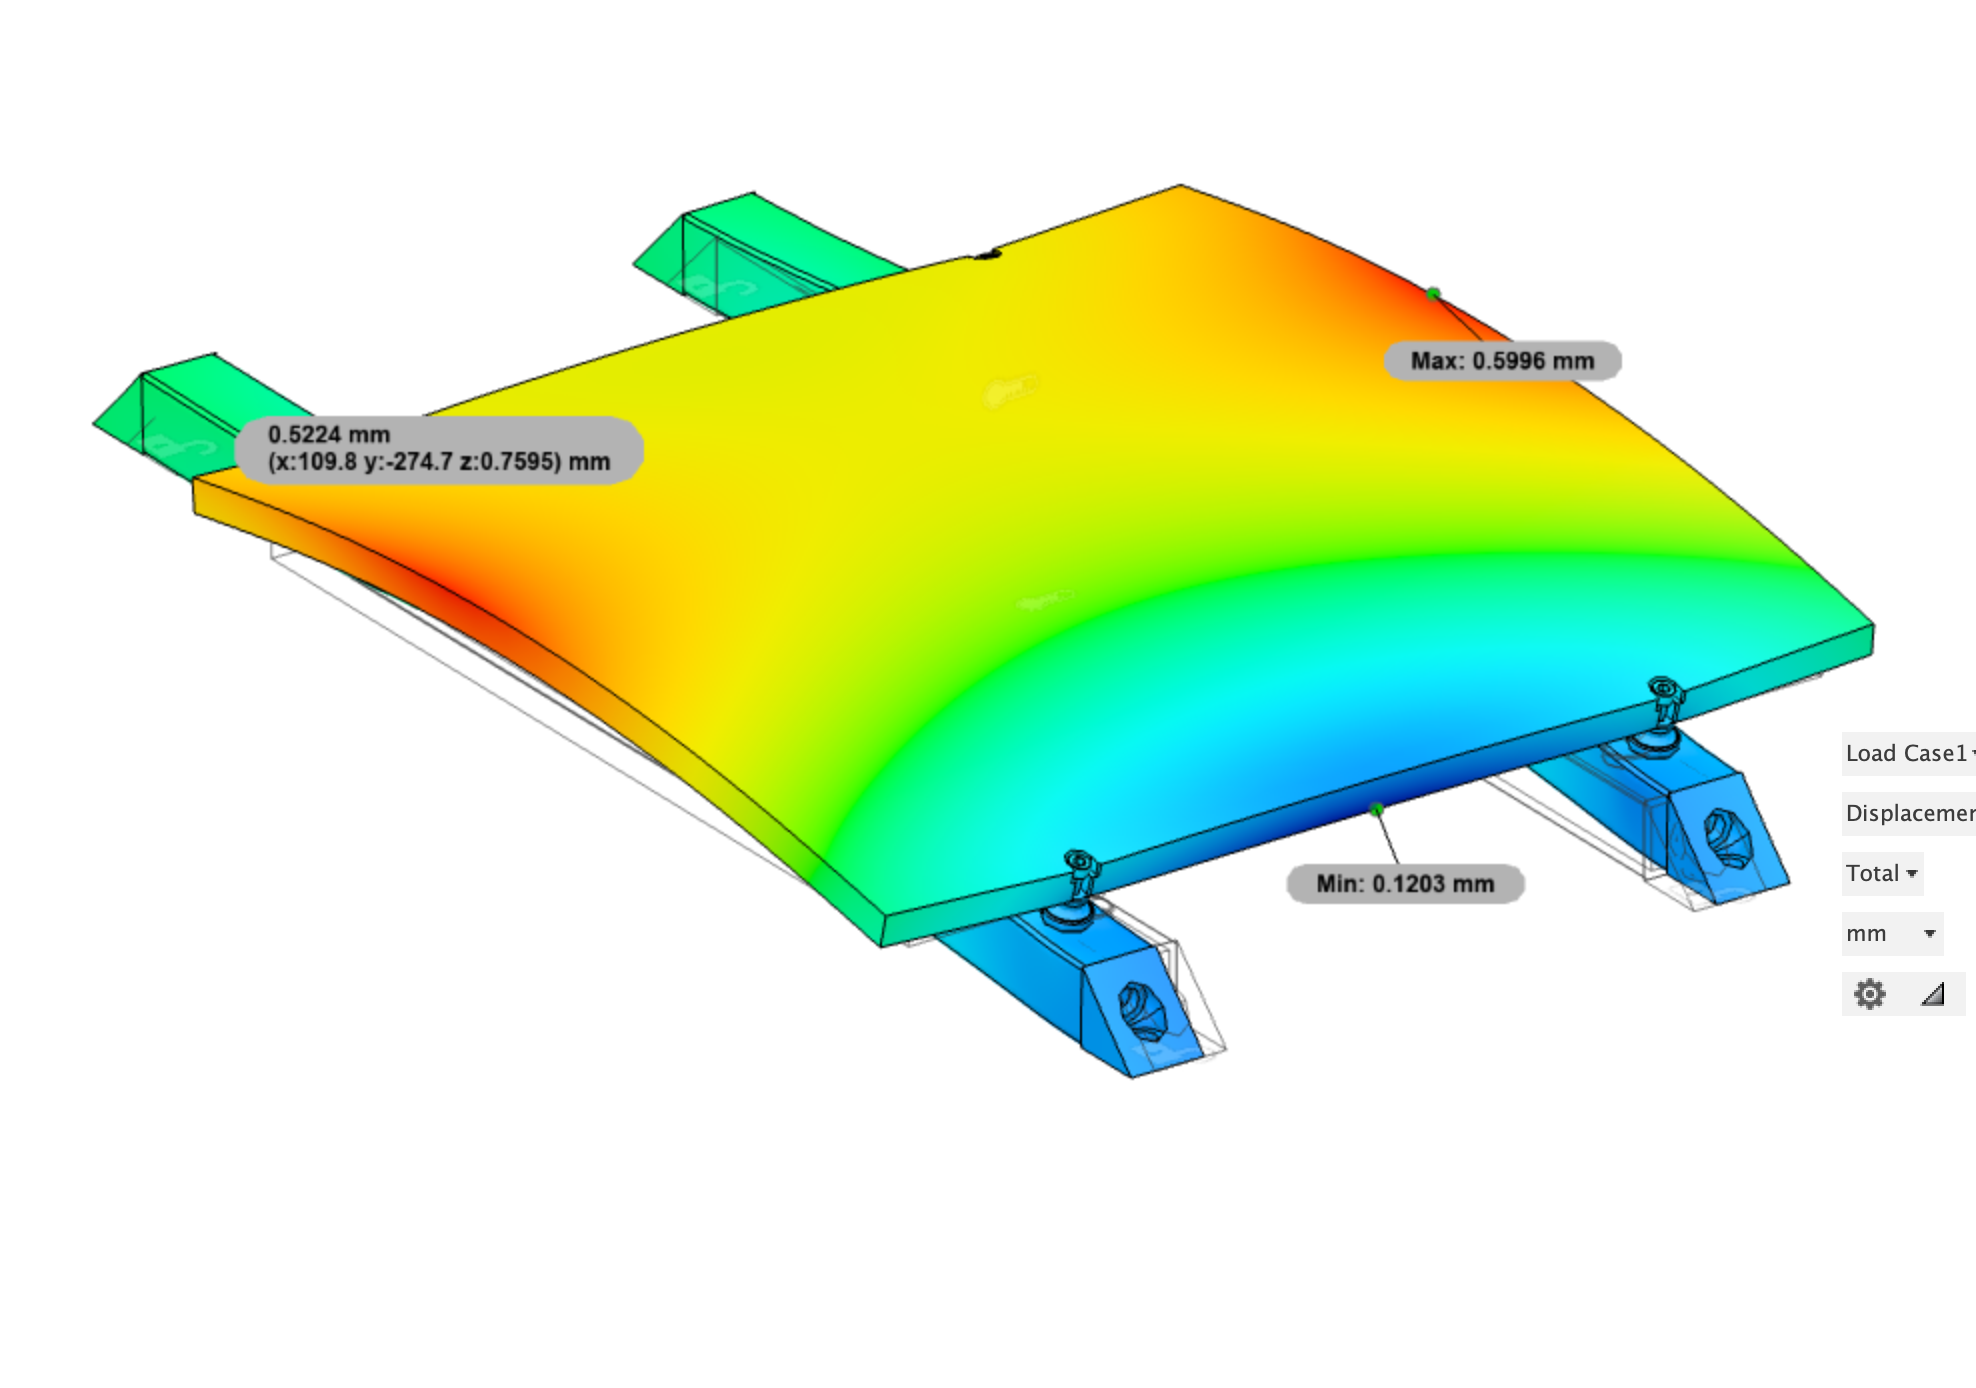 Max: 0.5996 mm
0.5224 mm
(x:109.8 y:-274.7 z:0.7595) mm
Min: 0.1203 mm
Load Case1
Displacemen
Total
mm